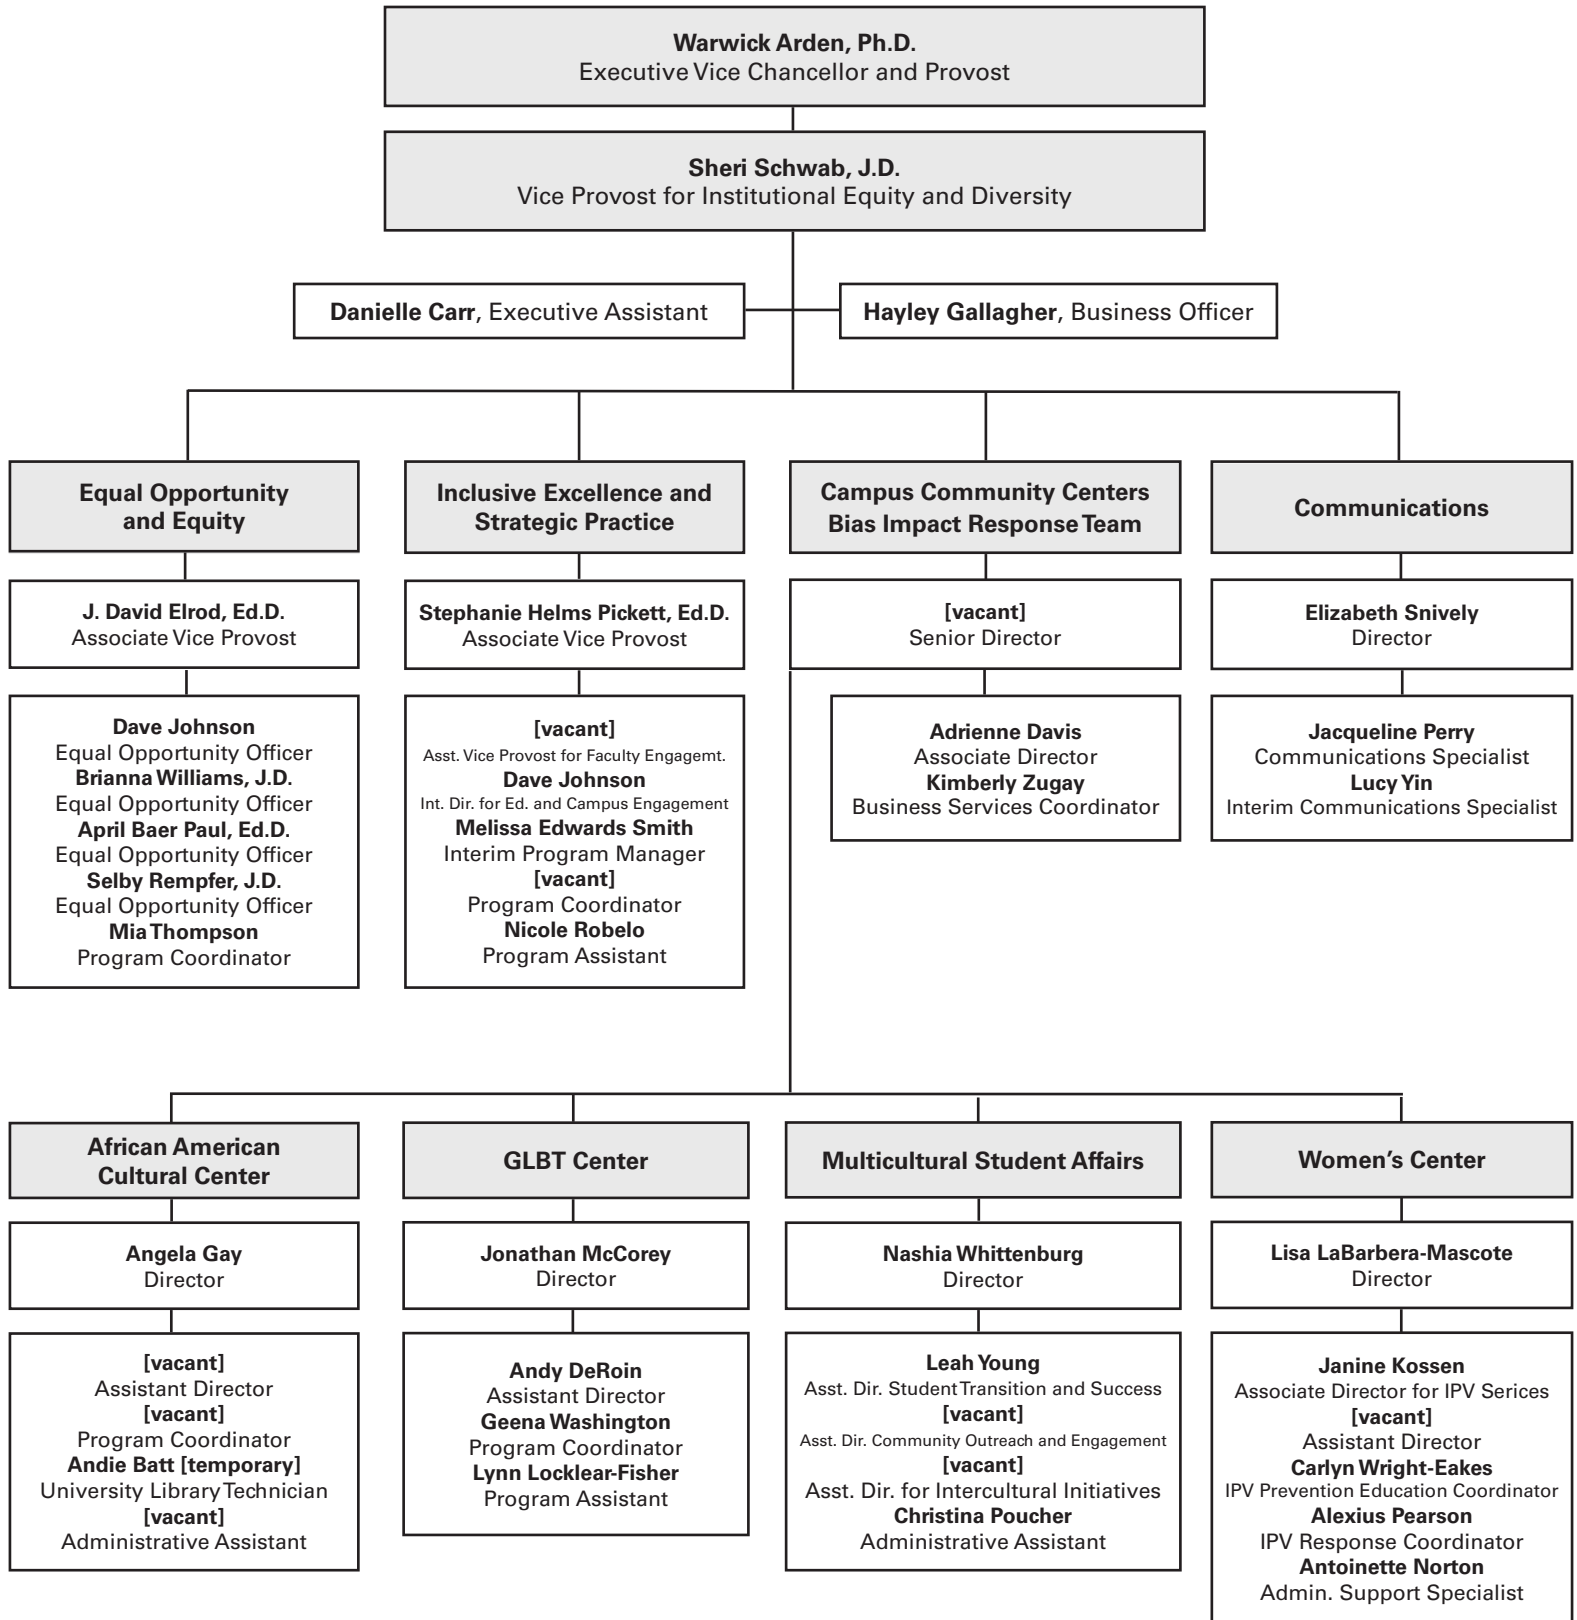 Warwick Arden, Ph.D.
Executive Vice Chancellor and Provost
Sheri Schwab, J.D.
Vice Provost for Institutional Equity and Diversity
Danielle Carr, Executive Assistant
Hayley Gallagher, Business Officer
Equal Opportunity
and Equity
J. David Elrod, Ed.D.
Associate Vice Provost
Dave Johnson
Equal Opportunity Officer
Brianna Williams, J.D.
Equal Opportunity Officer
April Baer Paul, Ed.D.
Equal Opportunity Officer
Selby Rempfer, J.D.
Equal Opportunity Officer
Mia Thompson
Program Coordinator
Inclusive Excellence and
Strategic Practice
Stephanie Helms Pickett, Ed.D.
Associate Vice Provost
[vacant]
Asst. Vice Provost for Faculty Engagemt.
Dave Johnson
Int. Dir. for Ed. and Campus Engagement
Melissa Edwards Smith
Interim Program Manager
[vacant]
Program Coordinator
Nicole Robelo
Program Assistant
Campus Community Centers
Bias Impact Response Team
[vacant]
Senior Director
Adrienne Davis
Associate Director
Kimberly Zugay
Business Services Coordinator
Communications
Elizabeth Snively
Director
Jacqueline Perry
Communications Specialist
Lucy Yin
Interim Communications Specialist
African American
Cultural Center
Angela Gay
Director
[vacant]
Assistant Director
[vacant]
Program Coordinator
Andie Batt [temporary]
University Library Technician
[vacant]
Administrative Assistant
GLBT Center
Jonathan McCorey
Director
Andy DeRoin
Assistant Director
Geena Washington
Program Coordinator
Lynn Locklear-Fisher
Program Assistant
Multicultural Student Affairs
Nashia Whittenburg
Director
Leah Young
Asst. Dir. Student Transition and Success
[vacant]
Asst. Dir. Community Outreach and Engagement
[vacant]
Asst. Dir. for Intercultural Initiatives
Christina Poucher
Administrative Assistant
Women's Center
Lisa LaBarbera-Mascote
Director
Janine Kossen
Associate Director for IPV Serices
[vacant]
Assistant Director
Carlyn Wright-Eakes
IPV Prevention Education Coordinator
Alexius Pearson
IPV Response Coordinator
Antoinette Norton
Admin. Support Specialist